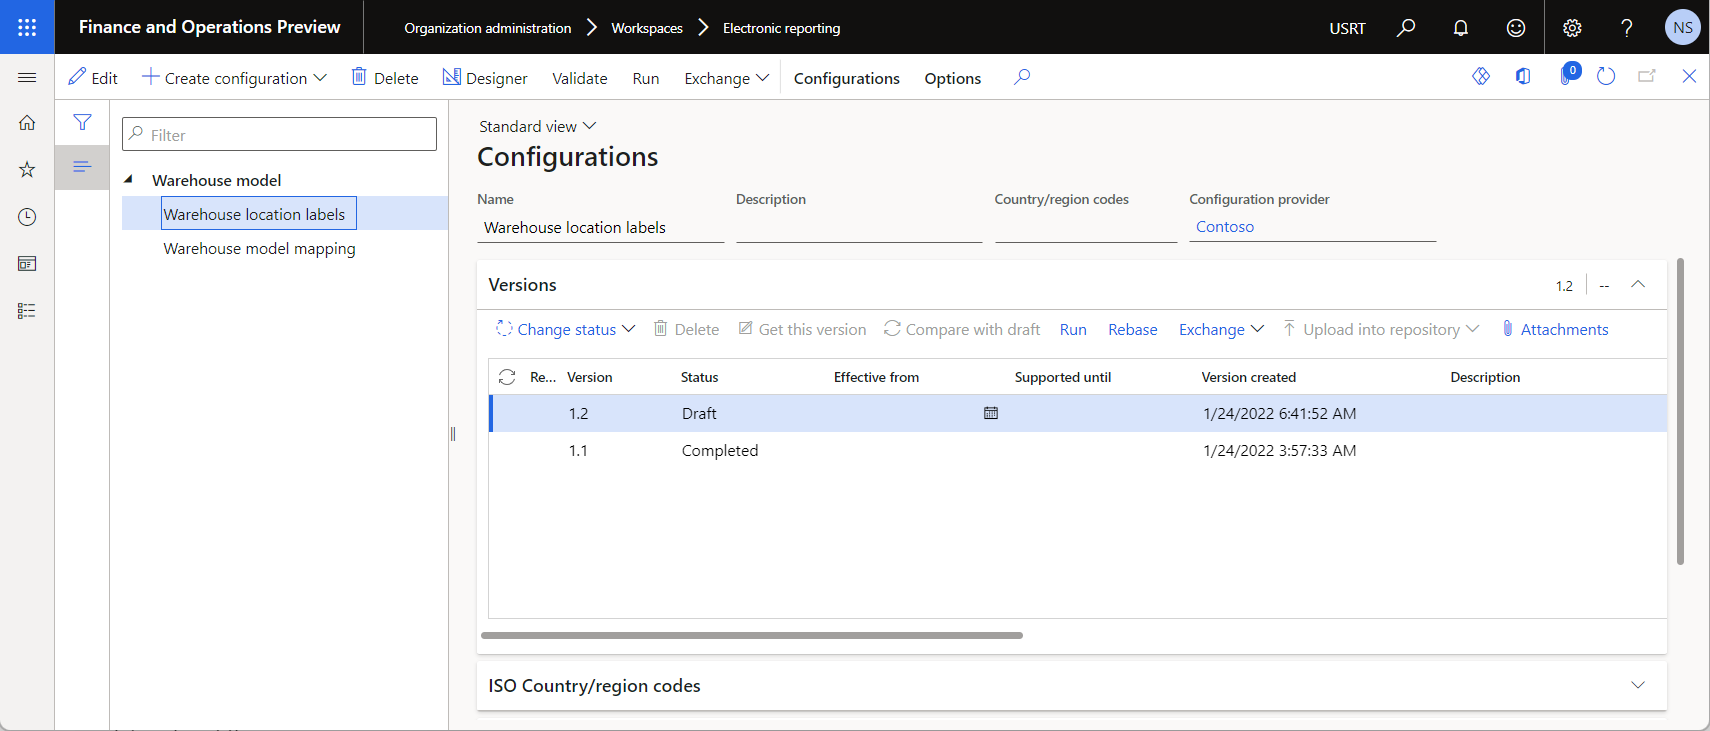 Finance and Operations Preview
Organization administration > Workspaces > Electronic reporting
USRT
?
NS
Edit
Create configuration
Delete
Designer
Validate
Run
Exchange
Configurations
Options
0
Filter
Warehouse model
Warehouse location labels
Warehouse model mapping
Standard view
Configurations
Name Description Country/region codes Configuration provider
Warehouse location labels Contoso
Versions 1.2 --
Change status Delete Get this version Compare with draft Run Rebase Exchange Upload into repository Attachments
Re... Version Status Effective from Supported until Version created Description
1.2 Draft 1/24/2022 6:41:52 AM
1.1 Completed 1/24/2022 3:57:33 AM
ISO Country/region codes